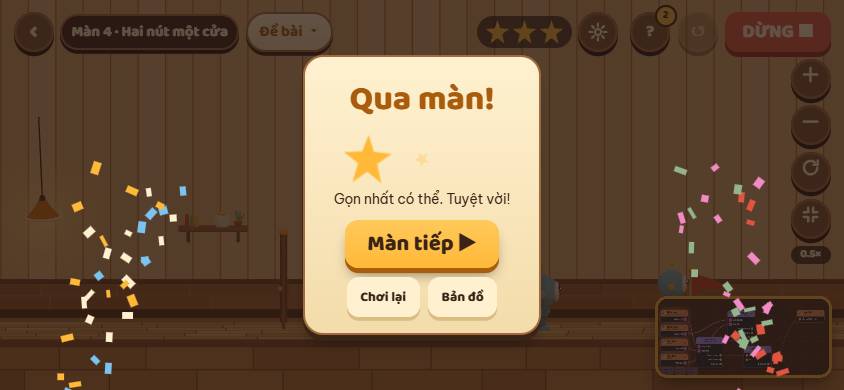 Màn 4 · Hai nút một cửa
Đề bài
2
?
DỪNG
0.5×
Qua màn!
Gọn nhất có thể. Tuyệt vời!
Màn tiếp
Chơi lại
Bản đồ